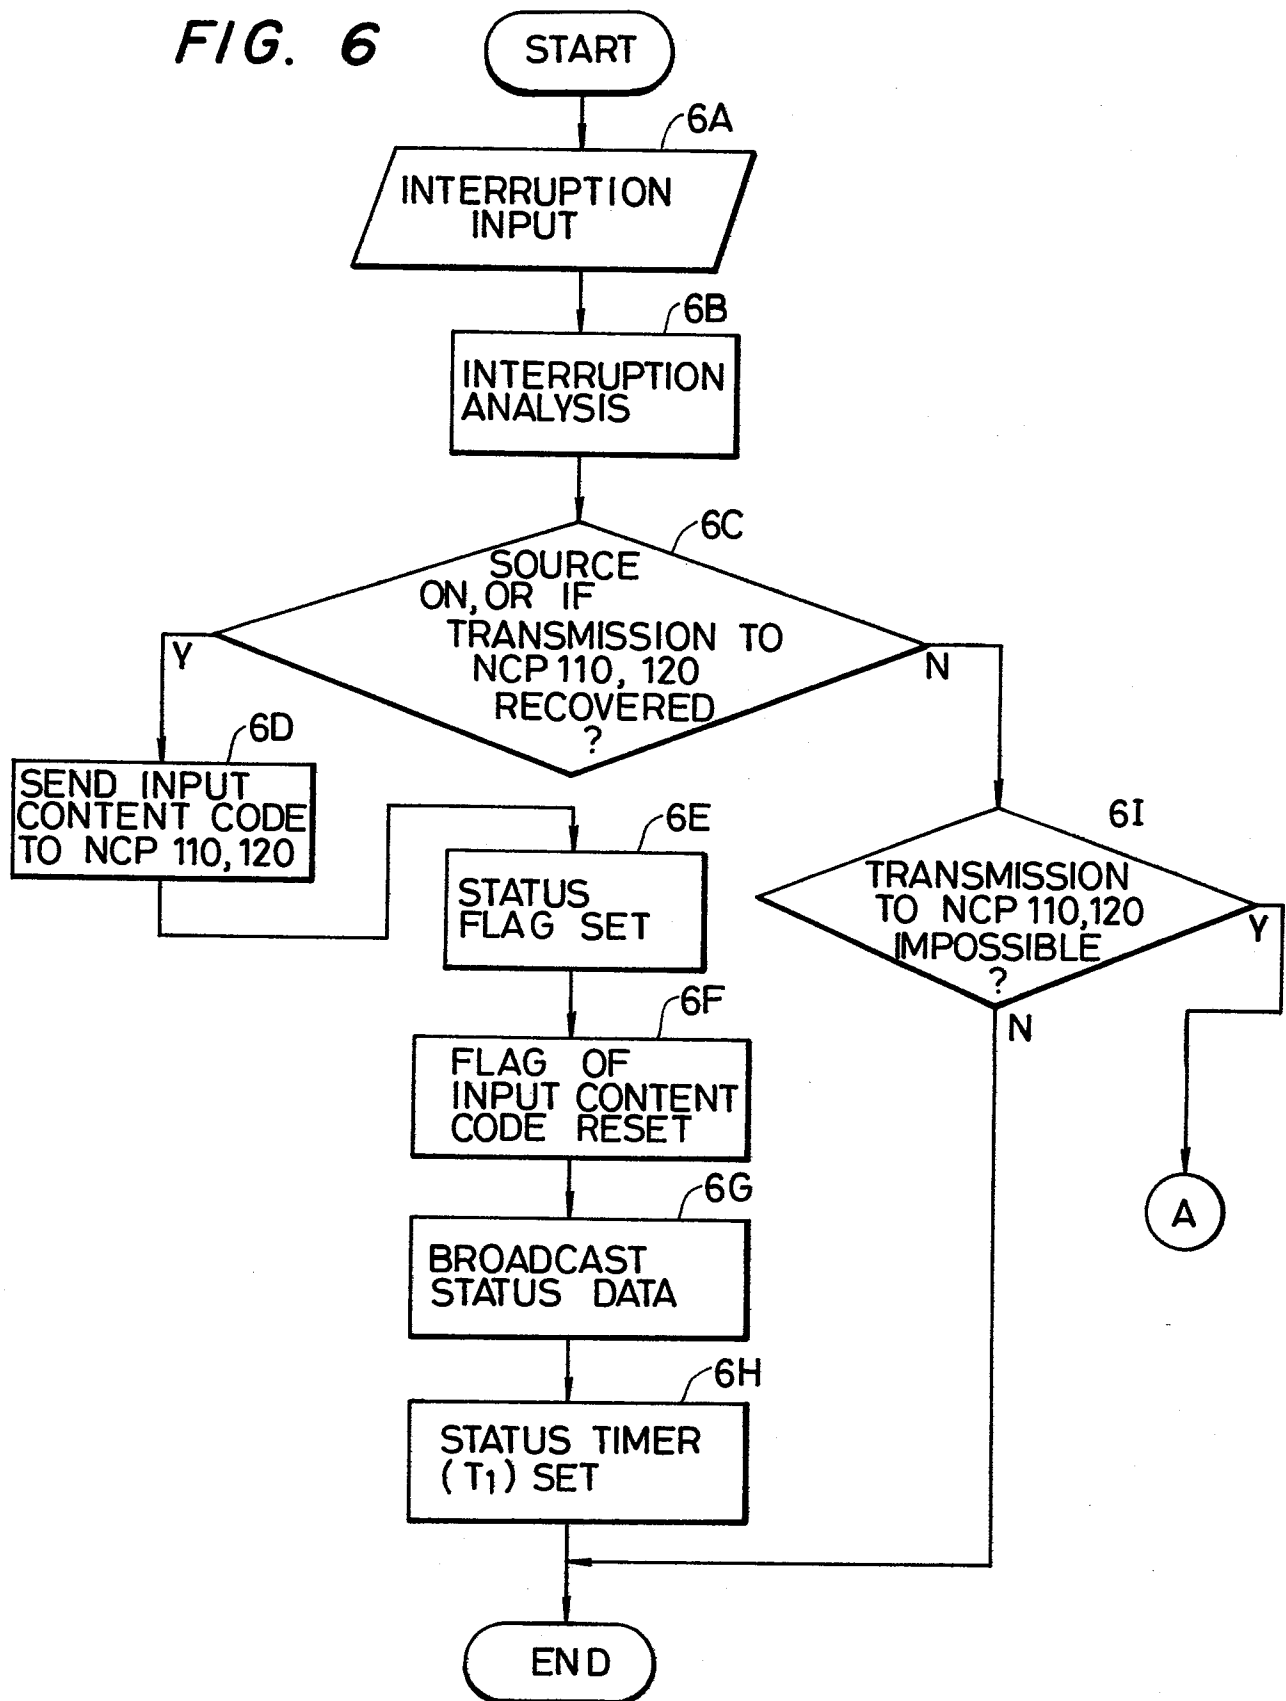 FIG. 6
START
6A
INTERRUPTION
INPUT
6B
INTERRUPTION
ANALYSIS
6C
SOURCE
ON, OR IF
TRANSMISSION TO
NCP 110, 120
RECOVERED
?
Y
N
6D
SEND INPUT
CONTENT CODE
TO NCP 110, 120
6E
STATUS
FLAG SET
6F
FLAG OF
INPUT CONTENT
CODE RESET
6G
BROADCAST
STATUS DATA
6H
STATUS TIMER
(T1) SET
6I
TRANSMISSION
TO NCP 110, 120
IMPOSSIBLE
?
Y
N
A
END